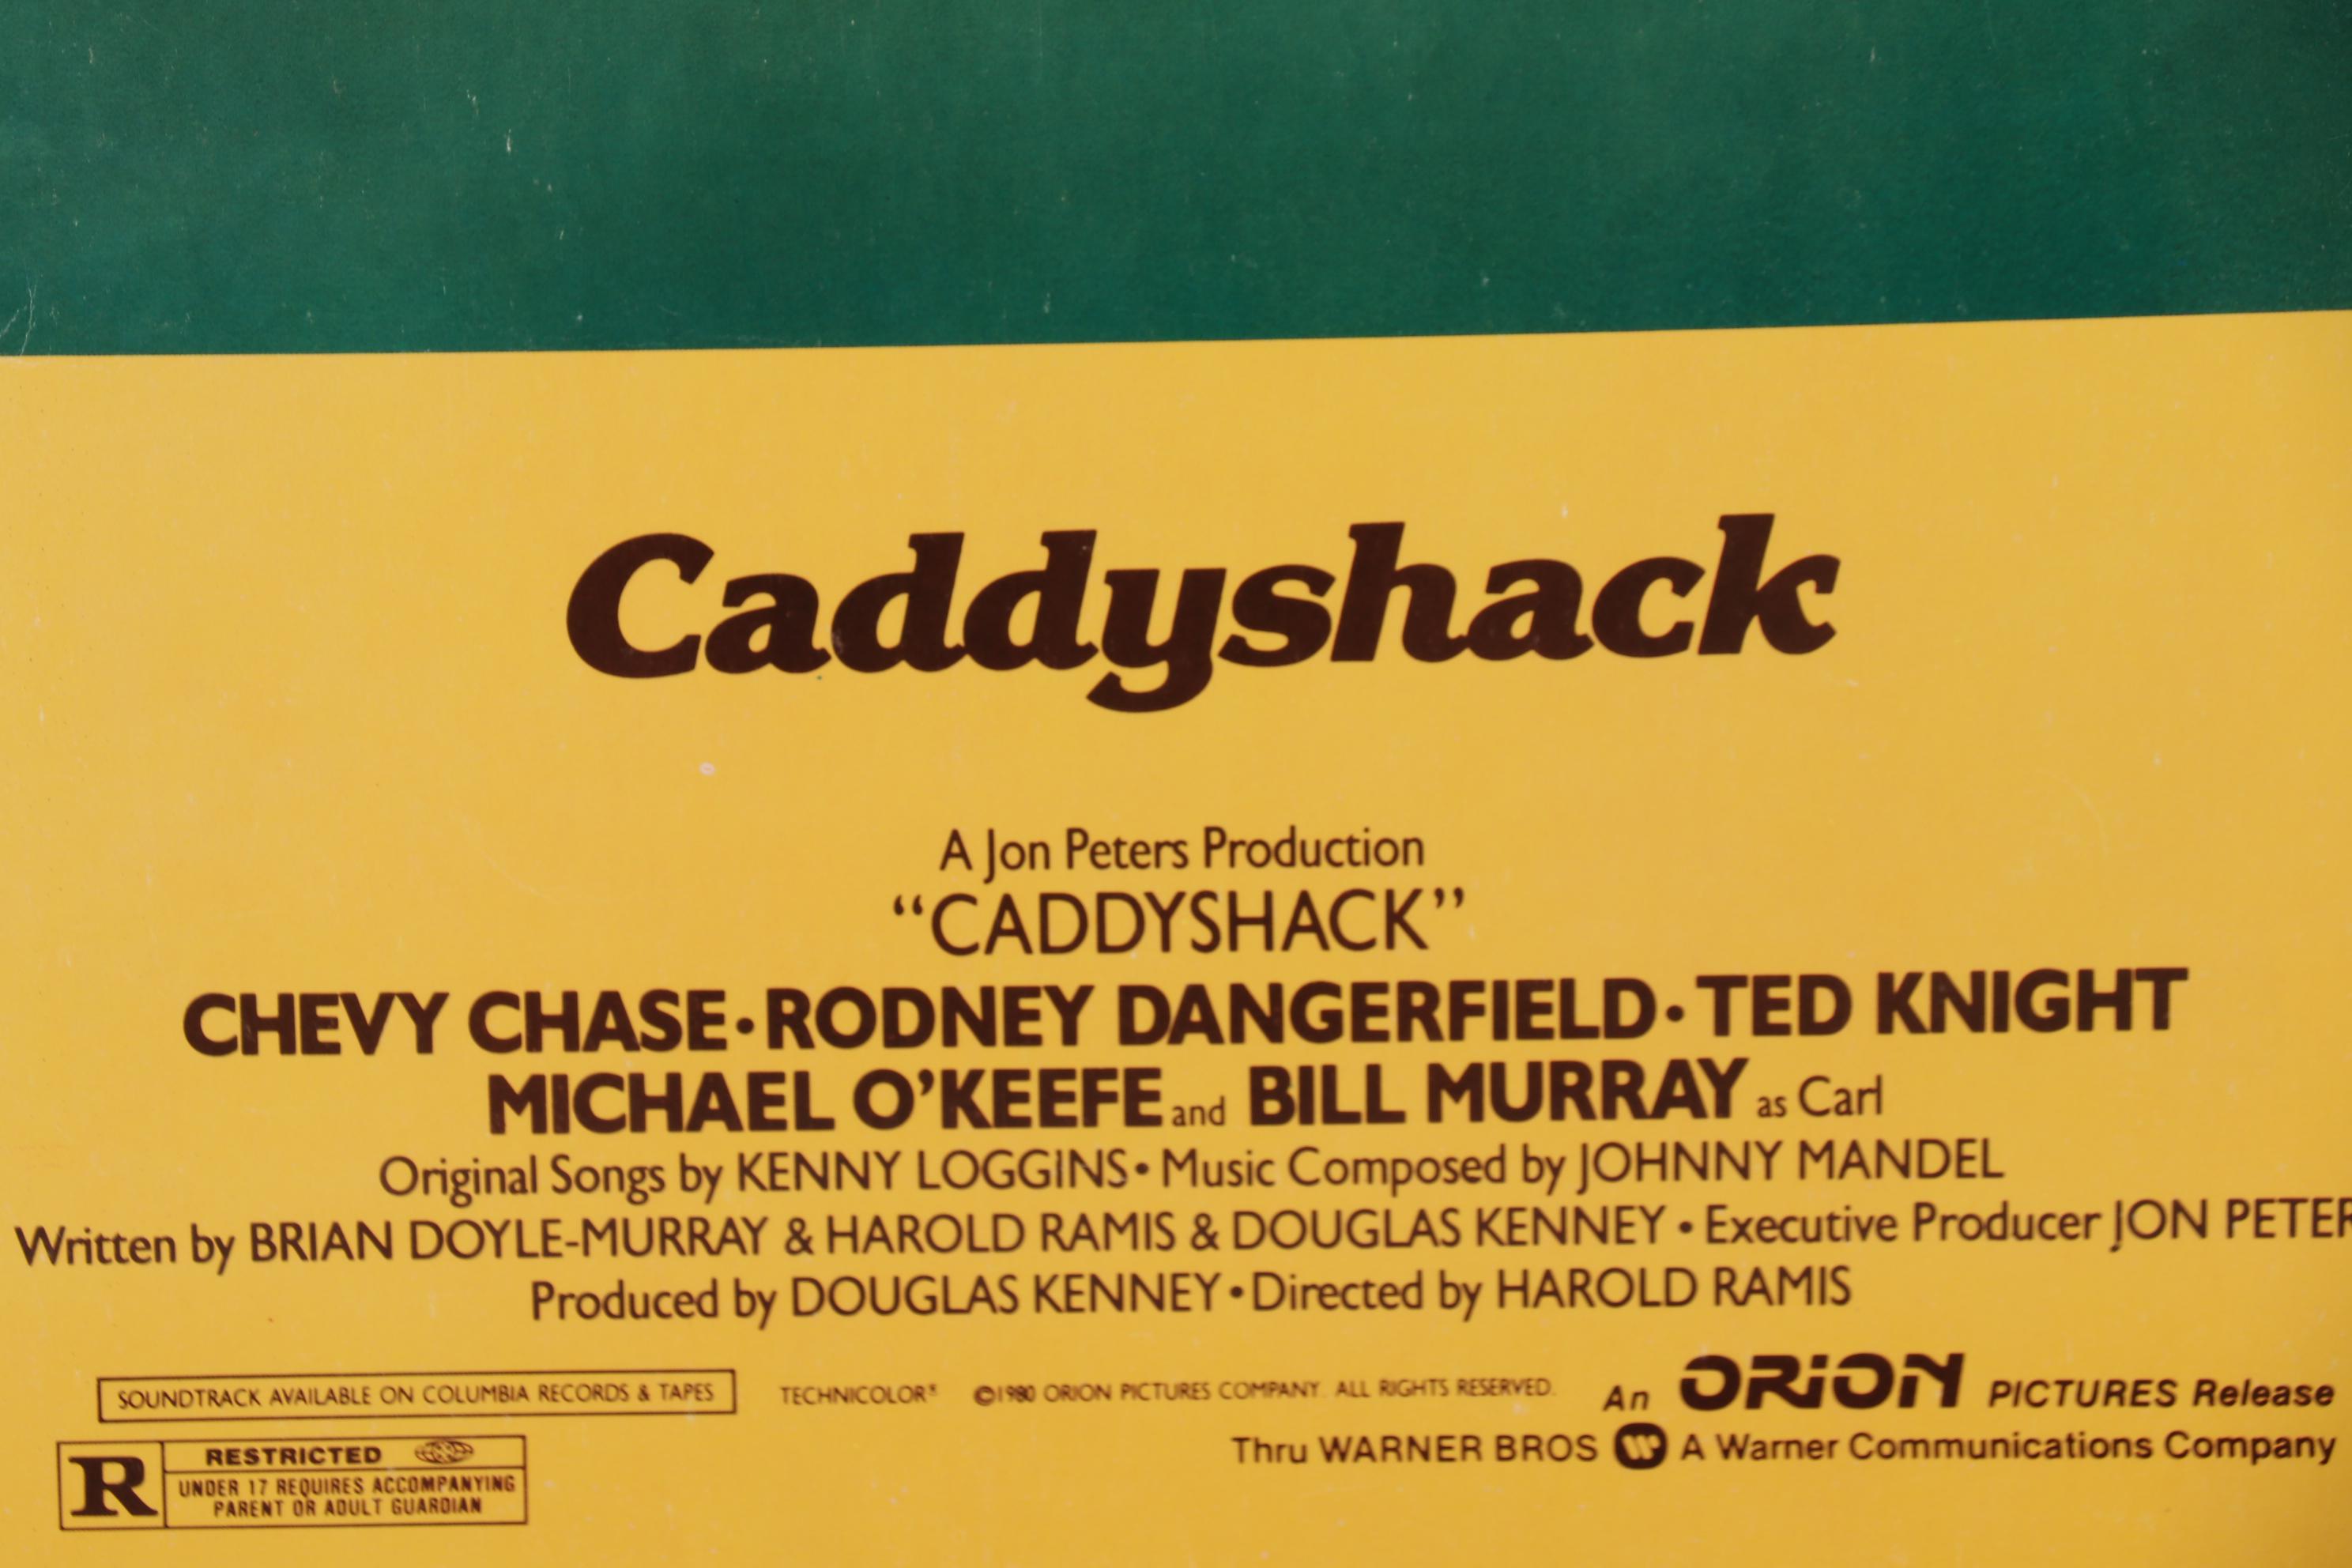 Caddyshack
A Jon Peters Production
“CADDYSHACK”
CHEVY CHASE • RODNEY DANGERFIELD • TED KNIGHT
MICHAEL O’KEEFE and BILL MURRAY as Carl
Original Songs by KENNY LOGGINS • Music Composed by JOHNNY MANDEL
Written by BRIAN DOYLE-MURRAY & HAROLD RAMIS & DOUGLAS KENNEY • Executive Producer JON PETER
Produced by DOUGLAS KENNEY • Directed by HAROLD RAMIS
SOUNDTRACK AVAILABLE ON COLUMBIA RECORDS & TAPES TECHNICOLOR® ©1980 ORION PICTURES COMPANY. ALL RIGHTS RESERVED. An ORION PICTURES Release
Thru WARNER BROS W A Warner Communications Company
R RESTRICTED
UNDER 17 REQUIRES ACCOMPANYING
PARENT OR ADULT GUARDIAN